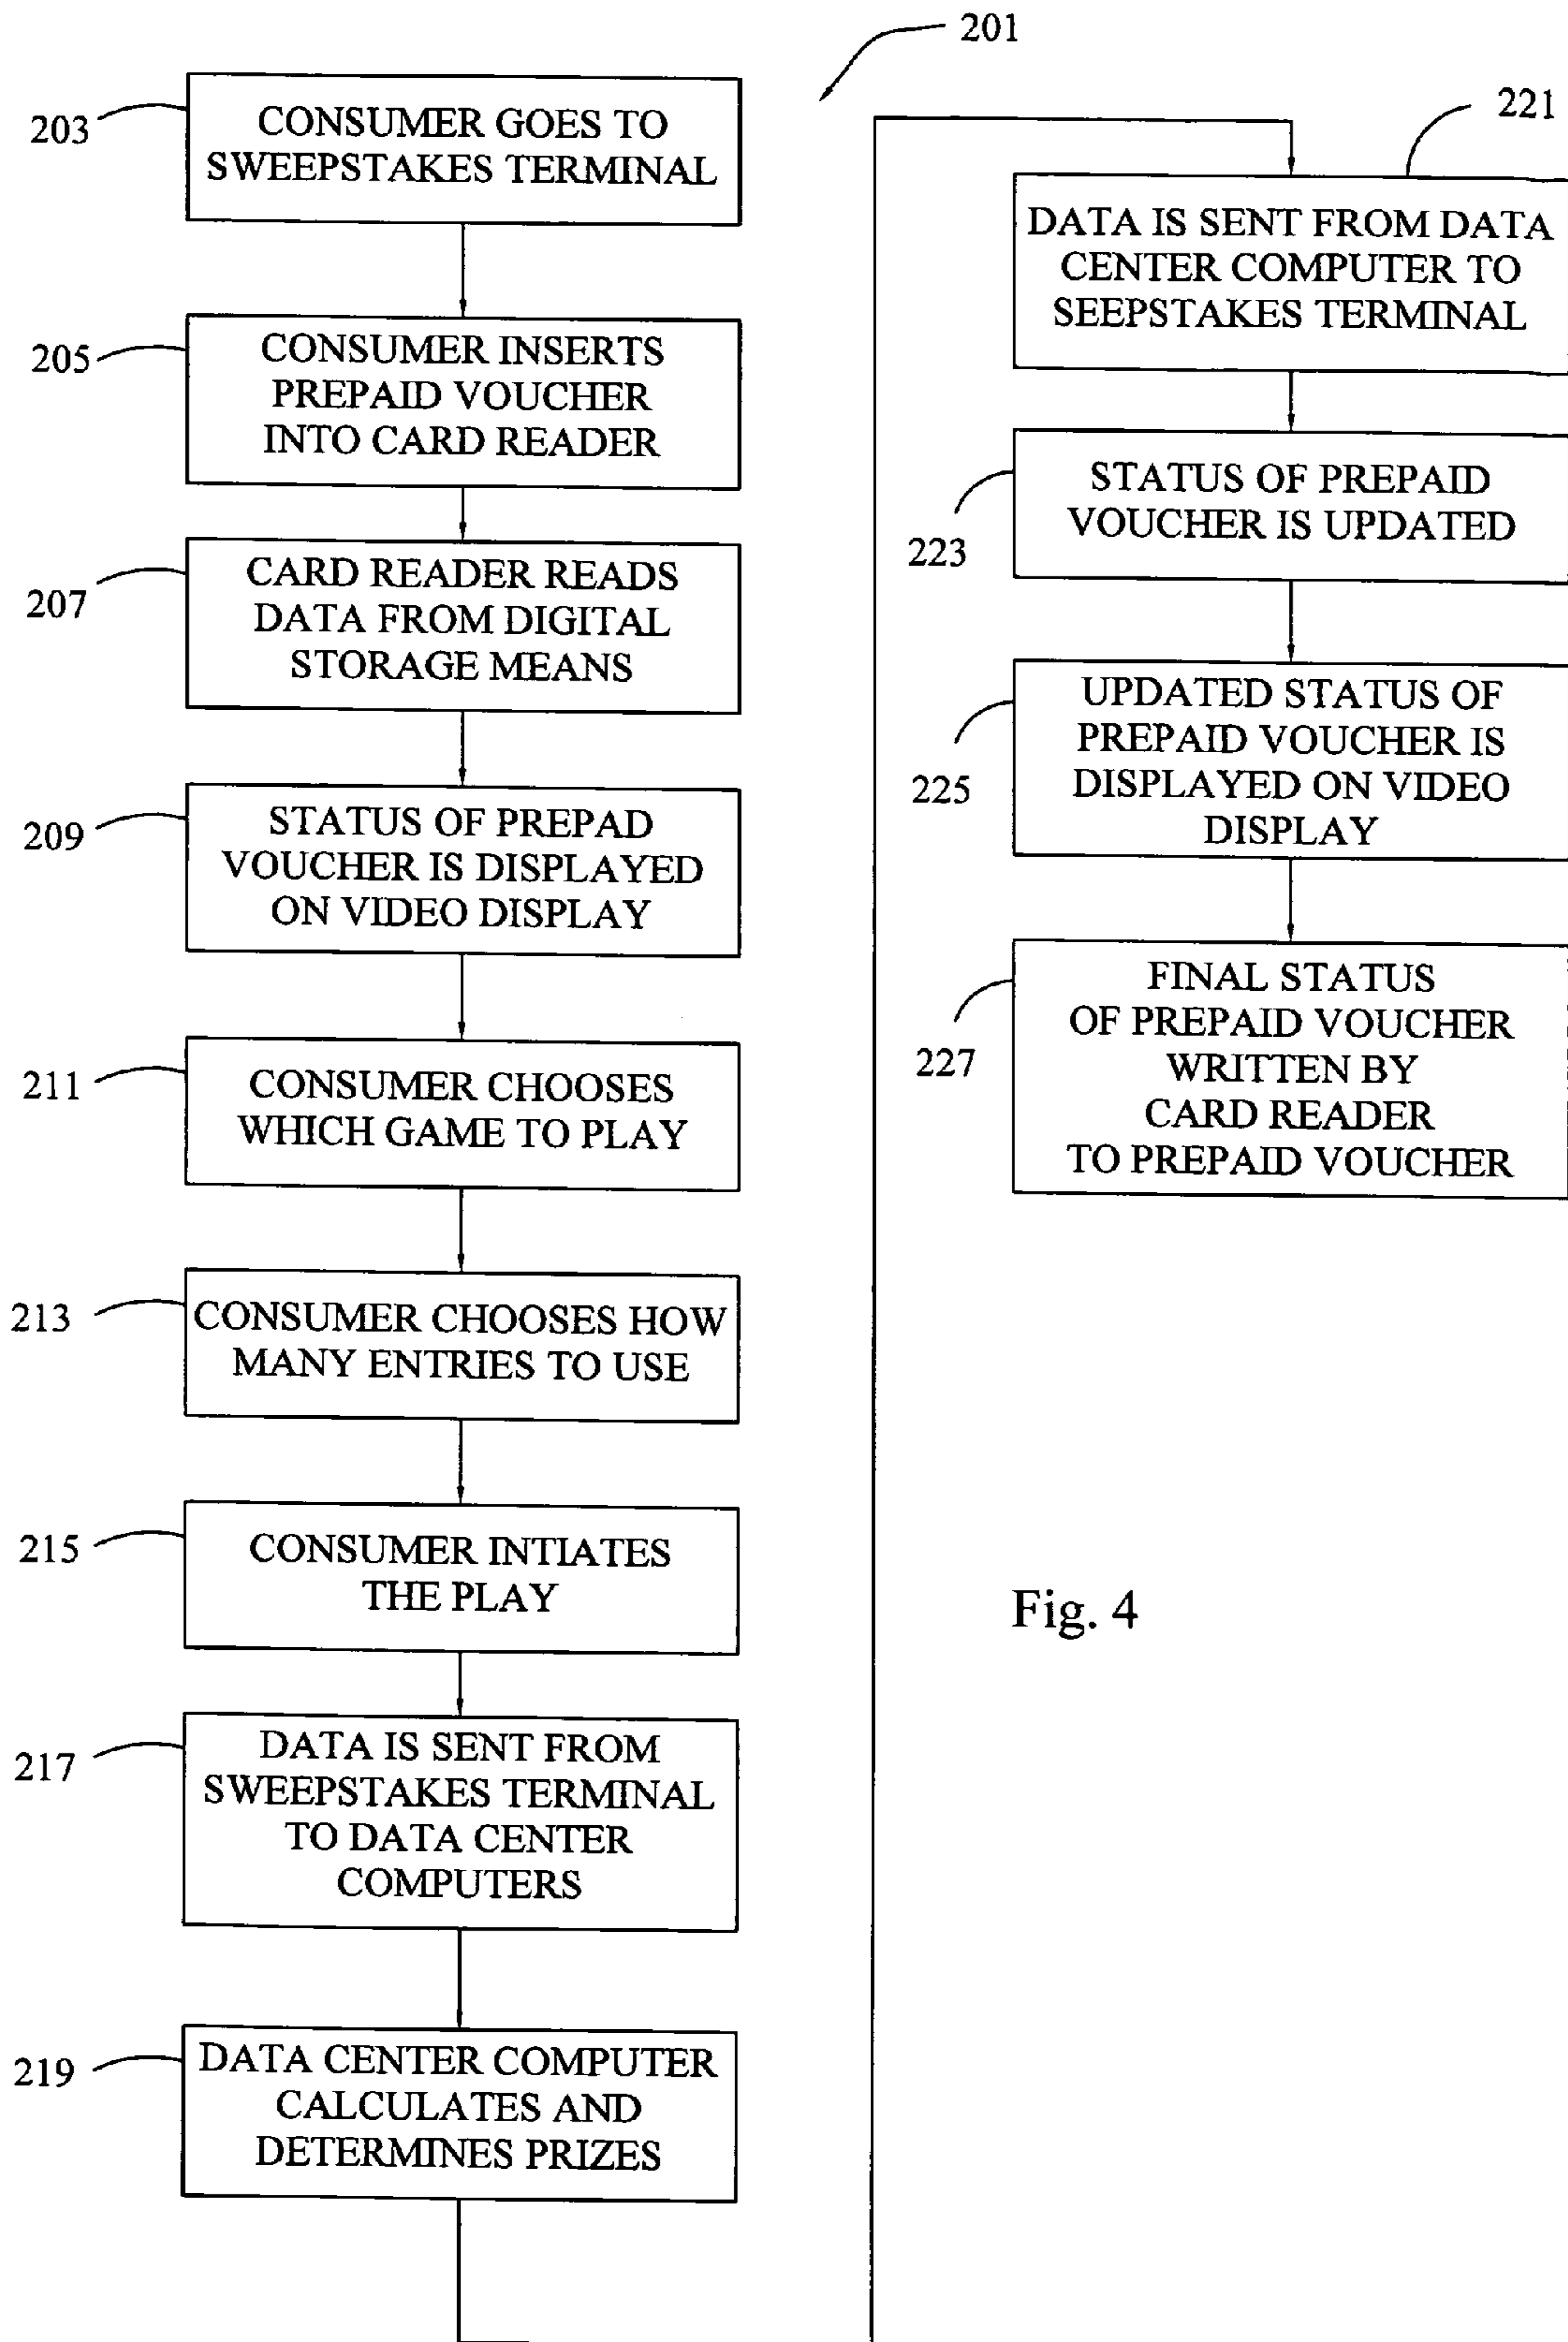 201
203
CONSUMER GOES TO
SWEEPSTAKES TERMINAL
205
CONSUMER INSERTS
PREPAID VOUCHER
INTO CARD READER
207
CARD READER READS
DATA FROM DIGITAL
STORAGE MEANS
209
STATUS OF PREPAD
VOUCHER IS DISPLAYED
ON VIDEO DISPLAY
211
CONSUMER CHOOSES
WHICH GAME TO PLAY
213
CONSUMER CHOOSES HOW
MANY ENTRIES TO USE
215
CONSUMER INTIATES
THE PLAY
217
DATA IS SENT FROM
SWEEPSTAKES TERMINAL
TO DATA CENTER
COMPUTERS
219
DATA CENTER COMPUTER
CALCULATES AND
DETERMINES PRIZES
221
DATA IS SENT FROM DATA
CENTER COMPUTER TO
SEEPSTAKES TERMINAL
223
STATUS OF PREPAID
VOUCHER IS UPDATED
225
UPDATED STATUS OF
PREPAID VOUCHER IS
DISPLAYED ON VIDEO
DISPLAY
227
FINAL STATUS
OF PREPAID VOUCHER
WRITTEN BY
CARD READER
TO PREPAID VOUCHER
Fig. 4